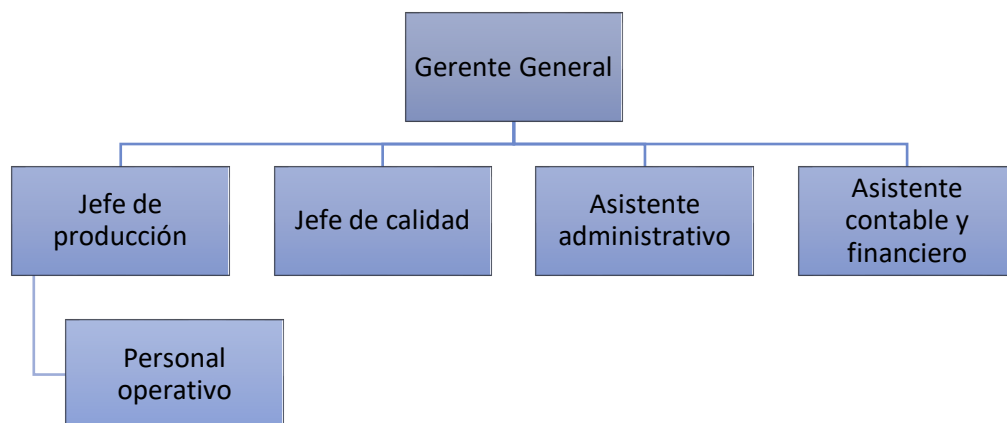 Gerente General
Jefe de
producción
Jefe de calidad
Asistente
administrativo
Asistente
contable y
financiero
Personal
operativo